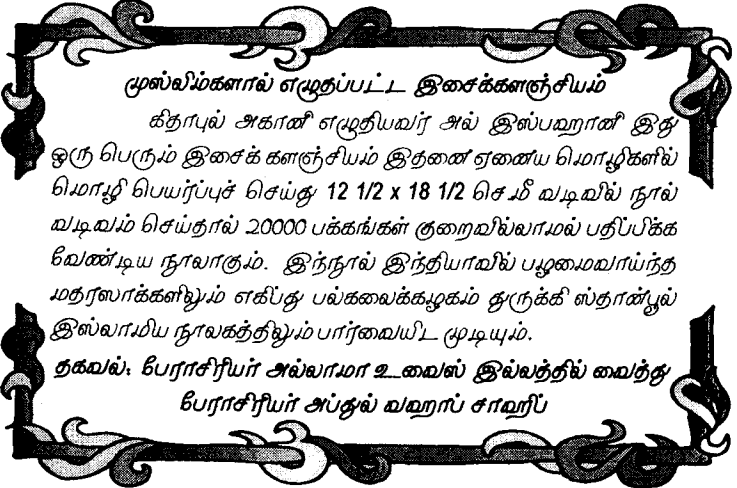 முஸ்லிம்களால் எழுதப்பட்ட இசைக்களஞ்சியம்
கிதாபுல் அகானி எழுதியவர் அல் இஸ்பஹானி இது
ஒரு பெரும் இசைக் களஞ்சியம் இதனை ஏனைய மொழிகளில்
மொழி பெயர்ப்புச் செய்து 12 1/2 x 18 1/2 செ.மீ வடிவில் நூல்
வடிவம் செய்தால் 20000 பக்கங்கள் குறைவில்லாமல் பதிப்பிக்க
வேண்டிய நூலாகும். இந்நூல் இந்தியாவில் பழமைவாய்ந்த
மதரஸாக்களிலும் எகிப்து பல்கலைக்கழகம் துருக்கி ஸ்தான்பூல்
இஸ்லாமிய நூலகத்திலும் பார்வையிட முடியும்.
தகவல்: பேராசிரியர் அல்லாமா உவைஸ் இல்லத்தில் வைத்து
பேராசிரியர் அப்துல் வஹாப் சாஹிப்